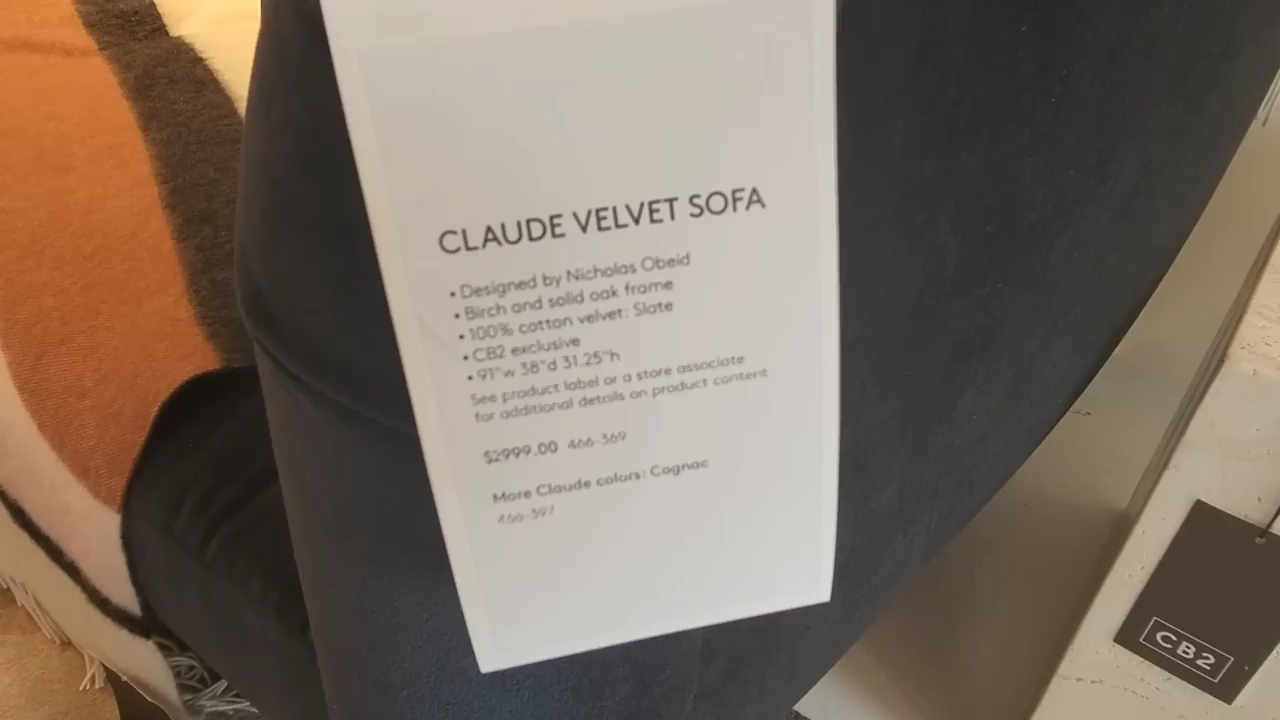 CLAUDE VELVET SOFA
• Designed by Nicholas Obeid
• Birch and solid oak frame
• 100% cotton velvet: Slate
• CB2 exclusive
• 91"w 38"d 31.25"h
See product label or a store associate
for additional details on product content
$2999.00 466-369
More Claude colors: Cognac
466-397
CB2